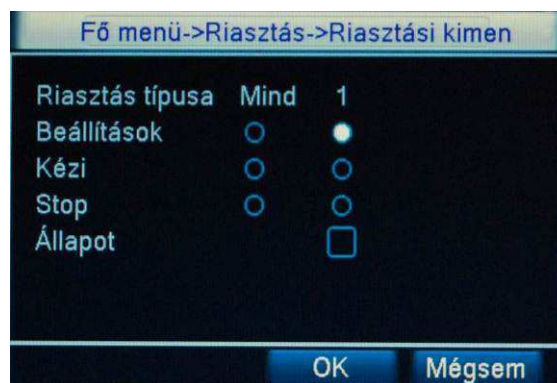 Fő menü->Riasztás->Riasztási kimen
Riasztás típusa Mind 1
Beállítások
Kézi
Stop
Állapot
OK Mégsem